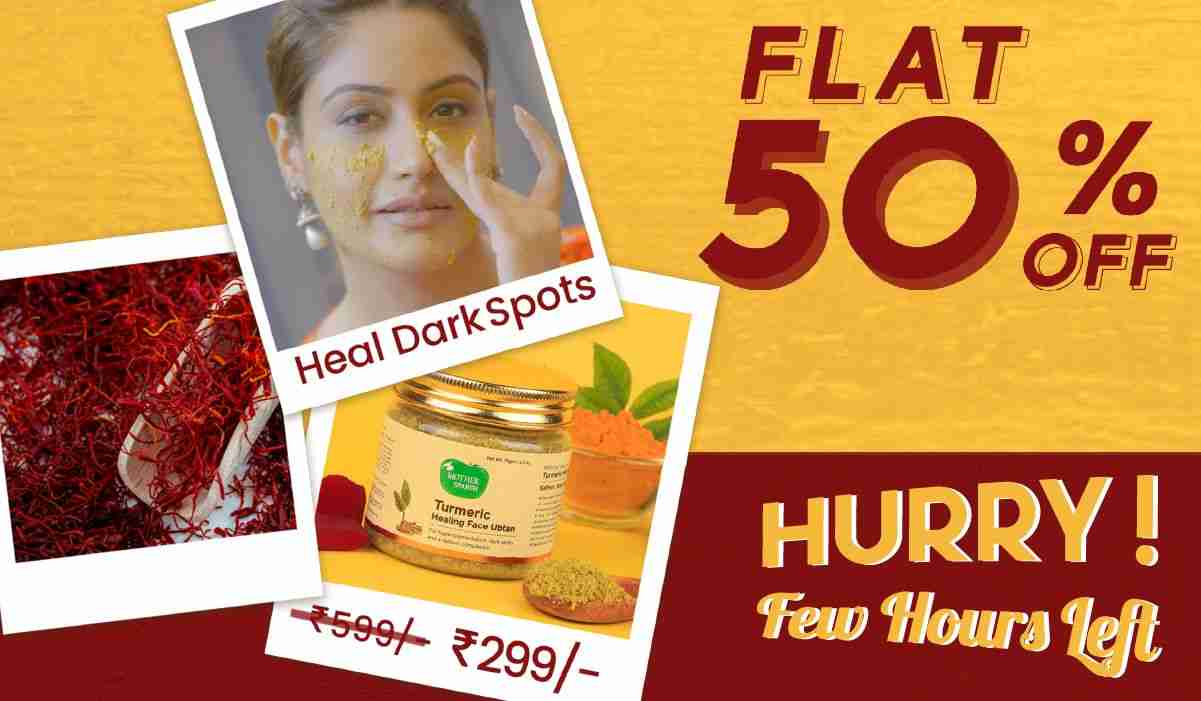 FLAT
50%
OFF
Heal Dark Spots
MOTHER
SPARSH
Turmeric
Healing Face Ubtan
₹599/- ₹299/-
HURRY !
Few Hours Left